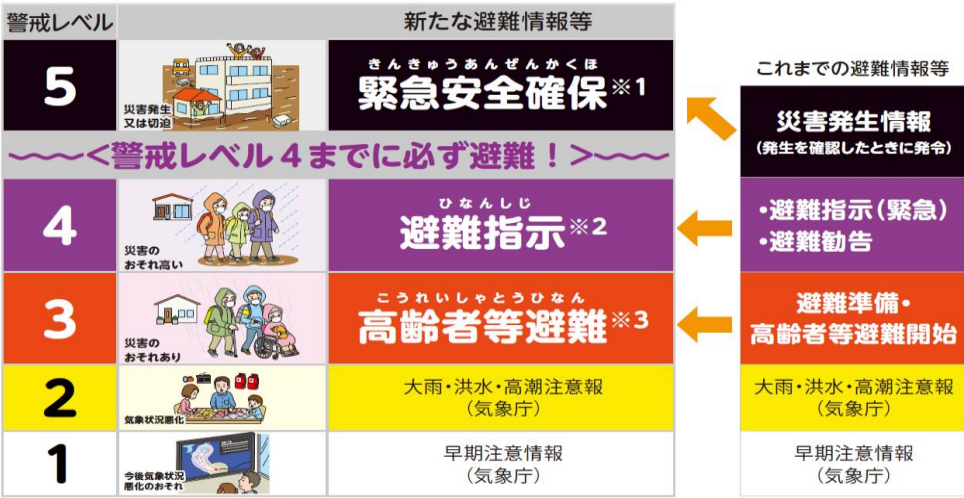 警戒レベル
新たな避難情報等
5
災害発生
又は切迫
きんきゅうあんぜんかくほ
緊急安全確保※1
〜〜〜<警戒レベル4までに必ず避難！>〜〜〜
4
災害の
おそれ高い
ひなんしじ
避難指示※2
3
災害の
おそれあり
こうれいしゃとうひなん
高齢者等避難※3
2
気象状況悪化
大雨・洪水・高潮注意報
（気象庁）
1
今後気象状況
悪化のおそれ
早期注意情報
（気象庁）
これまでの避難情報等
災害発生情報
（発生を確認したときに発令）
・避難指示（緊急）
・避難勧告
避難準備・
高齢者等避難開始
大雨・洪水・高潮注意報
（気象庁）
早期注意情報
（気象庁）